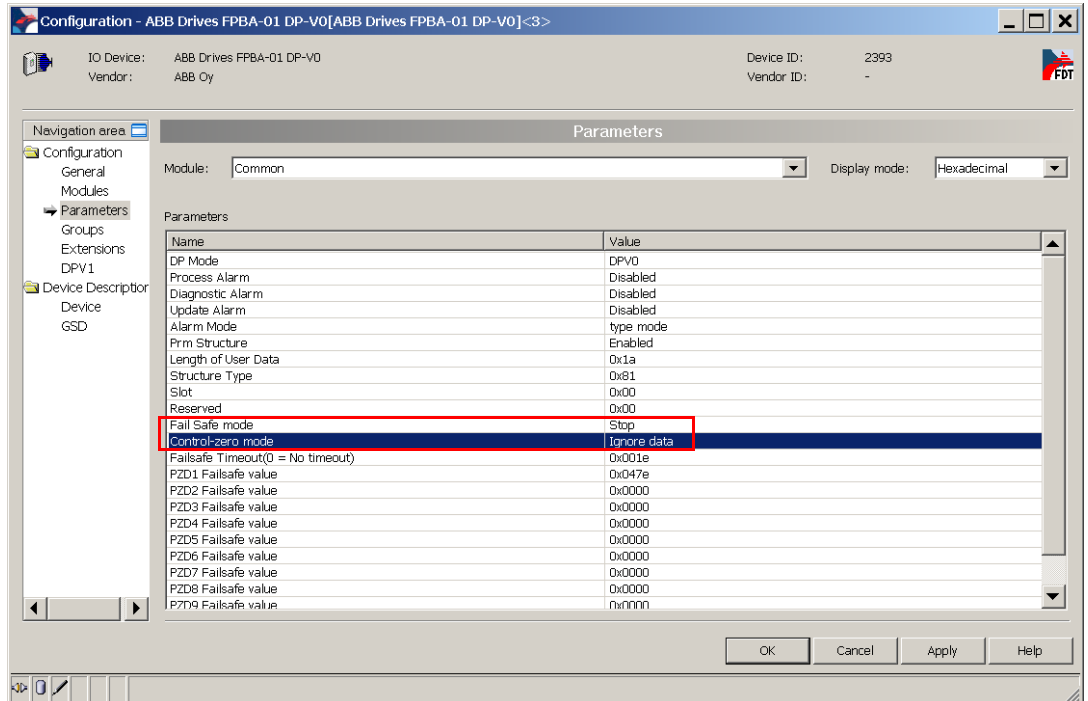 Configuration - ABB Drives FPBA-01 DP-V0[ABB Drives FPBA-01 DP-V0]<3>
IO Device: ABB Drives FPBA-01 DP-V0 Device ID: 2393
Vendor: ABB Oy Vendor ID: -
FDT
Navigation area
Parameters
Configuration
General
Modules
Parameters
Groups
Extensions
DPV1
Device Description
Device
GSD
Module: Common Display mode: Hexadecimal
Parameters
Name Value
DP Mode DPV0
Process Alarm Disabled
Diagnostic Alarm Disabled
Update Alarm Disabled
Alarm Mode type mode
Prm Structure Enabled
Length of User Data 0x1a
Structure Type 0x81
Slot 0x00
Reserved 0x00
Fail Safe mode Stop
Control-zero mode Ignore data
Failsafe Timeout(0 = No timeout) 0x001e
PZD1 Failsafe value 0x047e
PZD2 Failsafe value 0x0000
PZD3 Failsafe value 0x0000
PZD4 Failsafe value 0x0000
PZD5 Failsafe value 0x0000
PZD6 Failsafe value 0x0000
PZD7 Failsafe value 0x0000
PZD8 Failsafe value 0x0000
PZD9 Failsafe value 0x0000
OK Cancel Apply Help